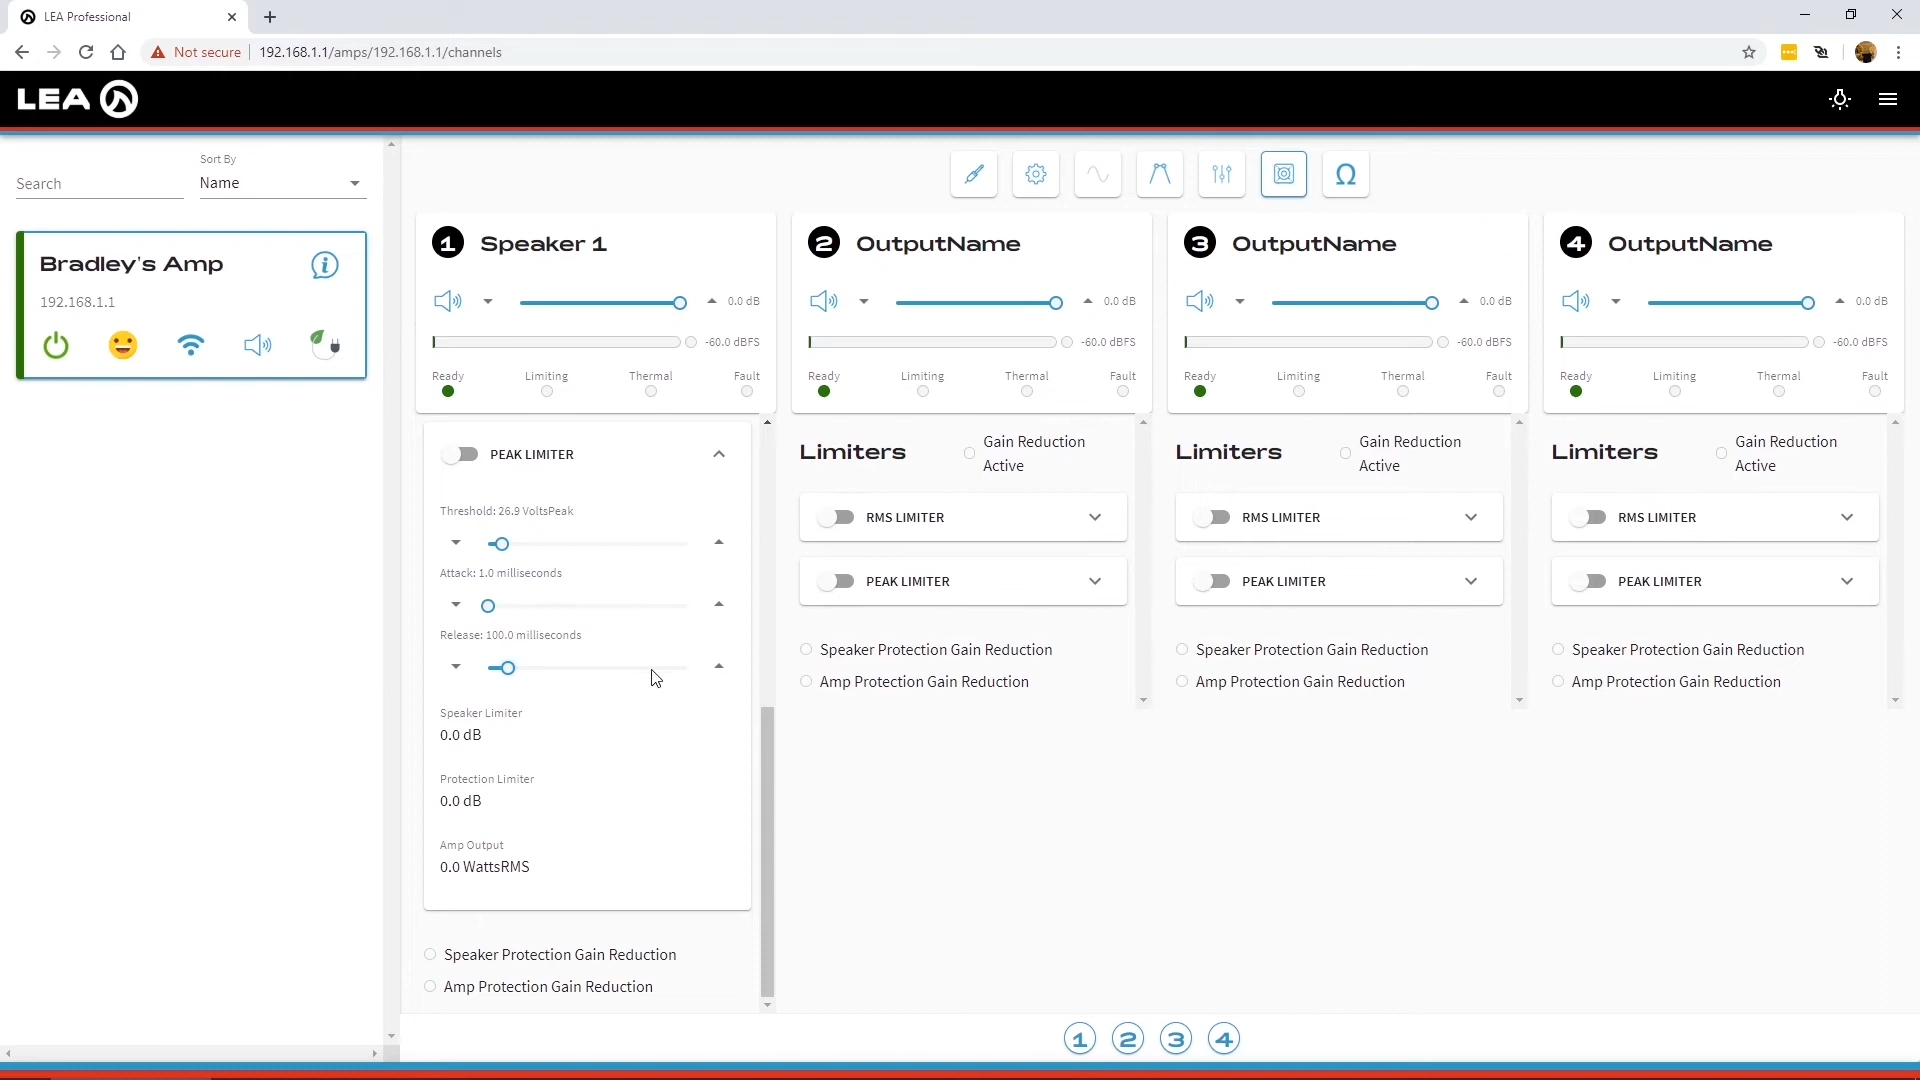 LEA Professional
Not secure
192.168.1.1/amps/192.168.1.1/channels
LEA
Search
Sort By
Name
Bradley's Amp
192.168.1.1
1 Speaker 1
0.0 dB
-60.0 dBFS
Ready Limiting Thermal Fault
2 OutputName
0.0 dB
-60.0 dBFS
Ready Limiting Thermal Fault
3 OutputName
0.0 dB
-60.0 dBFS
Ready Limiting Thermal Fault
4 OutputName
0.0 dB
-60.0 dBFS
Ready Limiting Thermal Fault
PEAK LIMITER
Threshold: 26.9 VoltsPeak
Attack: 1.0 milliseconds
Release: 100.0 milliseconds
Speaker Limiter
0.0 dB
Protection Limiter
0.0 dB
Amp Output
0.0 WattsRMS
Speaker Protection Gain Reduction
Amp Protection Gain Reduction
Limiters
Gain Reduction
Active
RMS LIMITER
PEAK LIMITER
Speaker Protection Gain Reduction
Amp Protection Gain Reduction
Limiters
Gain Reduction
Active
RMS LIMITER
PEAK LIMITER
Speaker Protection Gain Reduction
Amp Protection Gain Reduction
Limiters
Gain Reduction
Active
RMS LIMITER
PEAK LIMITER
Speaker Protection Gain Reduction
Amp Protection Gain Reduction
1 2 3 4